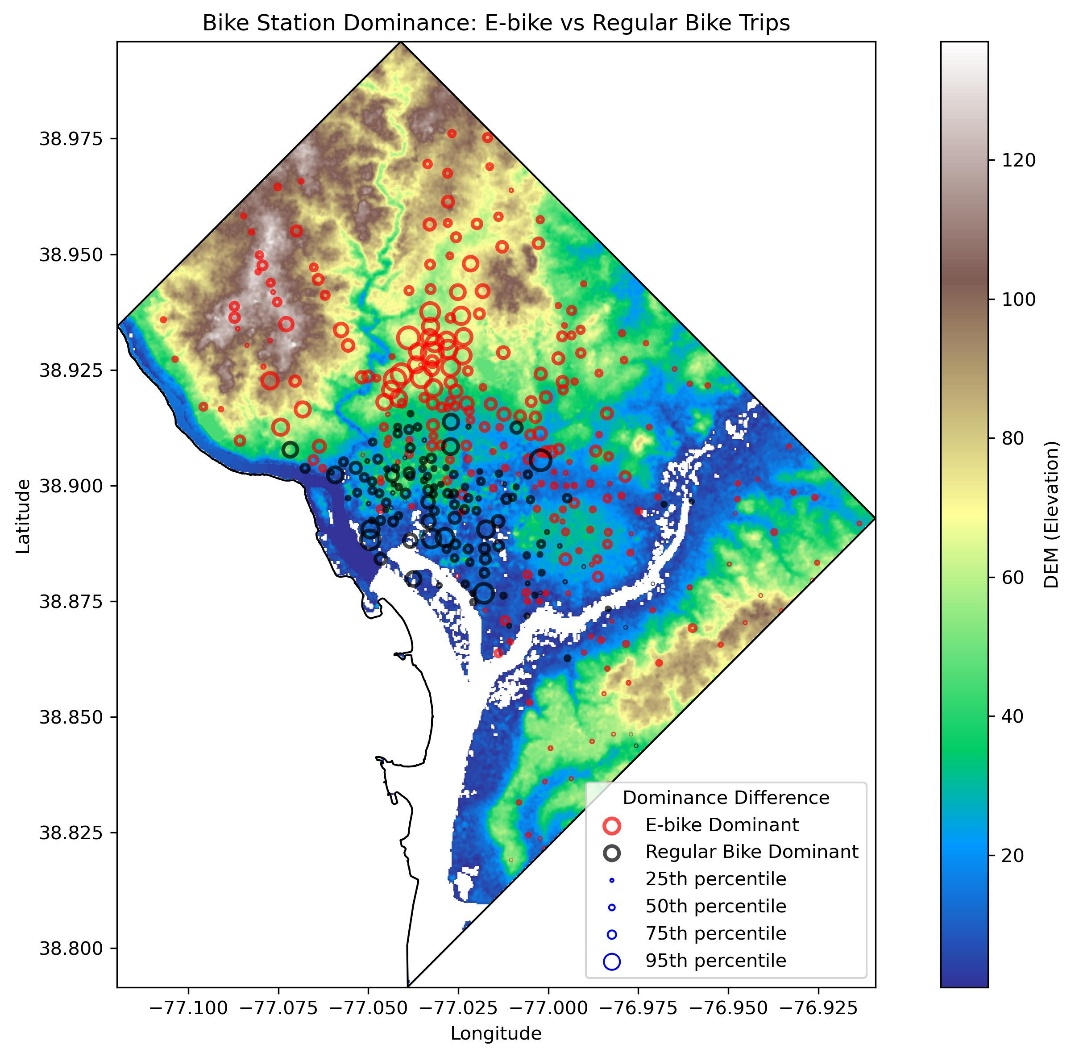 Bike Station Dominance: E-bike vs Regular Bike Trips
38.975
38.950
38.925
38.900
38.875
38.850
38.825
38.800
Latitude
−77.100 −77.075 −77.050 −77.025 −77.000 −76.975 −76.950 −76.925
Longitude
Dominance Difference
E-bike Dominant
Regular Bike Dominant
25th percentile
50th percentile
75th percentile
95th percentile
120
100
80
60
40
20
DEM (Elevation)